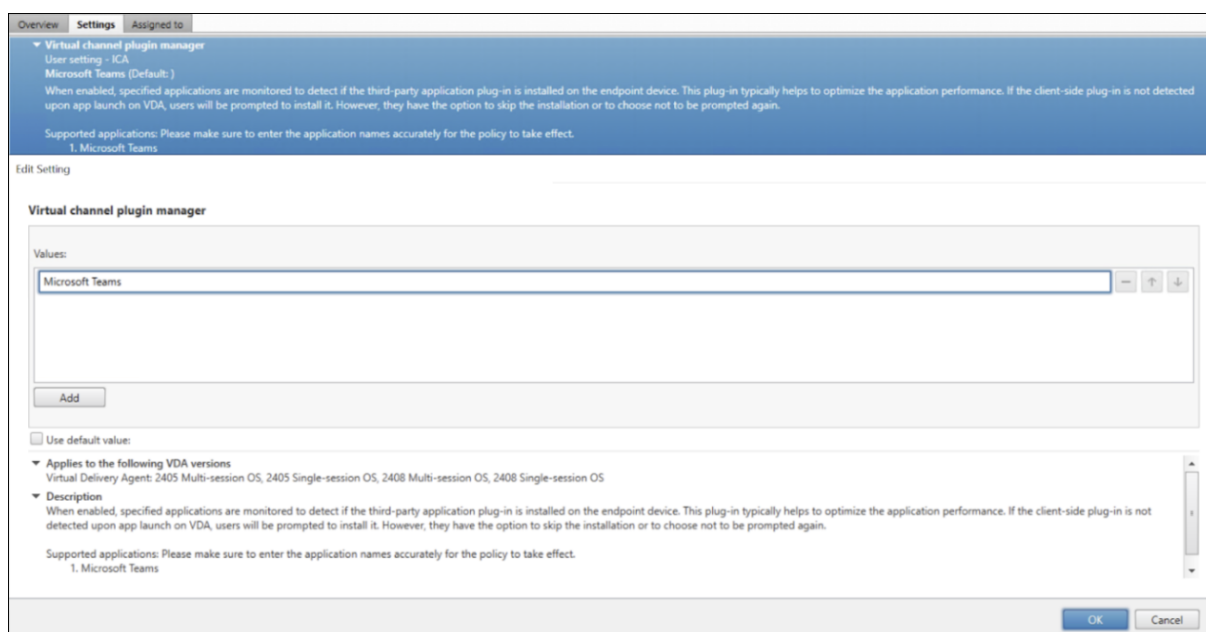 Overview Settings Assigned to
Virtual channel plugin manager
User setting - ICA
Microsoft Teams (Default: )
When enabled, specified applications are monitored to detect if the third-party application plug-in is installed on the endpoint device. This plug-in typically helps to optimize the application performance. If the client-side plug-in is not detected
upon app launch on VDA, users will be prompted to install it. However, they have the option to skip the installation or to choose not to be prompted again.
Supported applications: Please make sure to enter the application names accurately for the policy to take effect.
1. Microsoft Teams
Edit Setting
Virtual channel plugin manager
Values:
Microsoft Teams
Add
Use default value:
Applies to the following VDA versions
Virtual Delivery Agent: 2405 Multi-session OS, 2405 Single-session OS, 2408 Multi-session OS, 2408 Single-session OS
Description
When enabled, specified applications are monitored to detect if the third-party application plug-in is installed on the endpoint device. This plug-in typically helps to optimize the application performance. If the client-side plug-in is not
detected upon app launch on VDA, users will be prompted to install it. However, they have the option to skip the installation or to choose not to be prompted again.
Supported applications: Please make sure to enter the application names accurately for the policy to take effect.
1. Microsoft Teams
OK Cancel